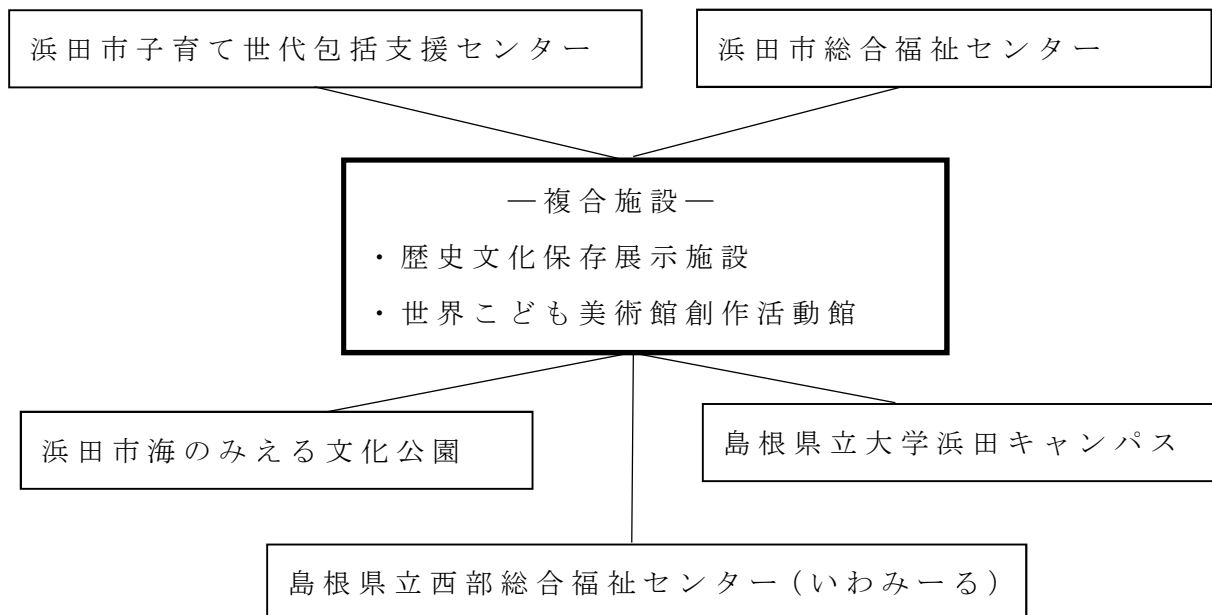 浜田市子育て世代包括支援センター
浜田市総合福祉センター
―複合施設―
・歴史文化保存展示施設
・世界こども美術館創作活動館
浜田市海のみえる文化公園
島根県立大学浜田キャンパス
島根県立西部総合福祉センター(いわみーる)